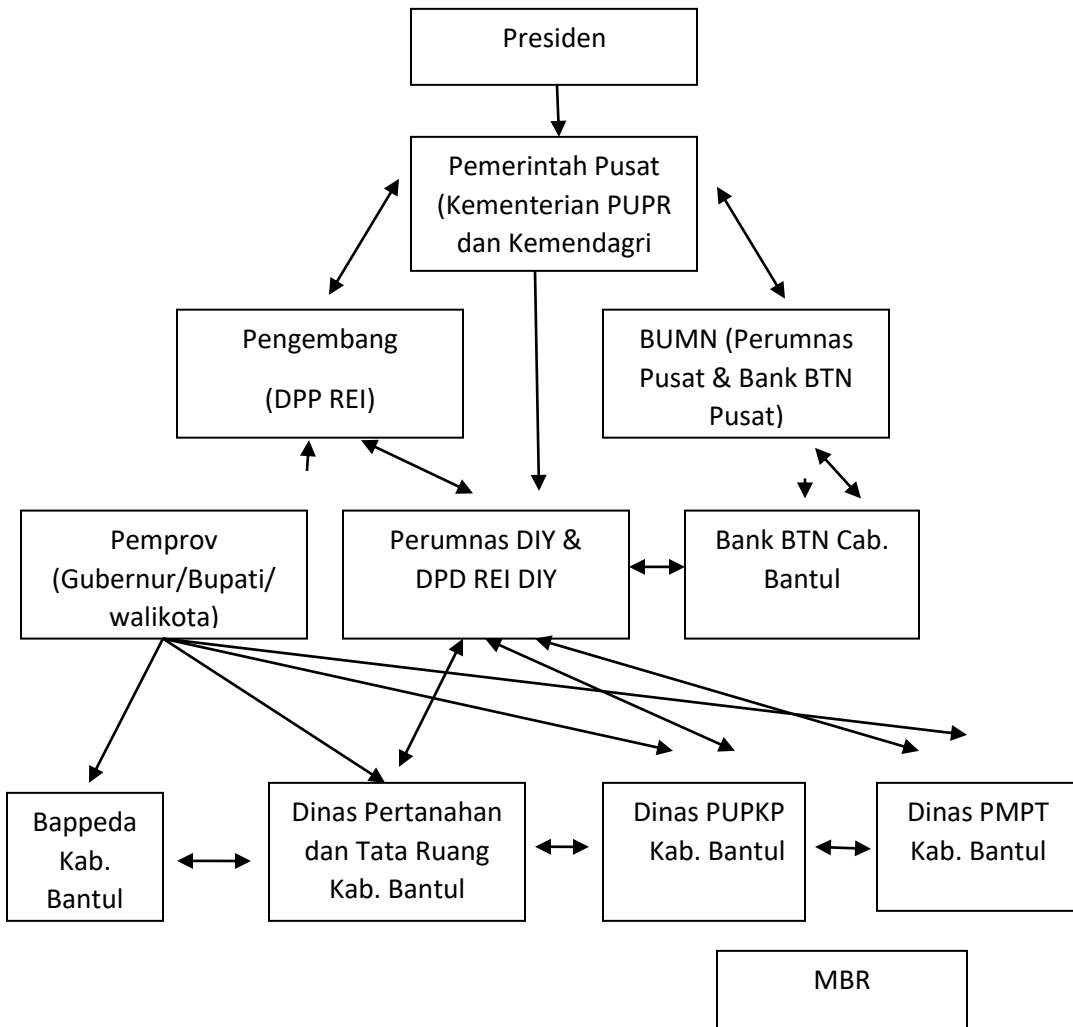 Presiden
Pemerintah Pusat
(Kementerian PUPR
dan Kemendagri
Pengembang
(DPP REI)
BUMN (Perumnas
Pusat & Bank BTN
Pusat)
Pemprov
(Gubernur/Bupati/
walikota)
Perumnas DIY &
DPD REI DIY
Bank BTN Cab.
Bantul
Bappeda
Kab.
Bantul
Dinas Pertanahan
dan Tata Ruang
Kab. Bantul
Dinas PUPKP
Kab. Bantul
Dinas PMPT
Kab. Bantul
MBR